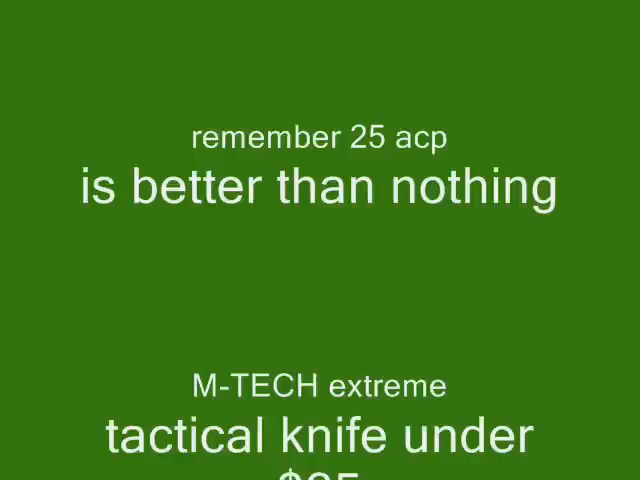 remember 25 acp
is better than nothing
M-TECH extreme
tactical knife under